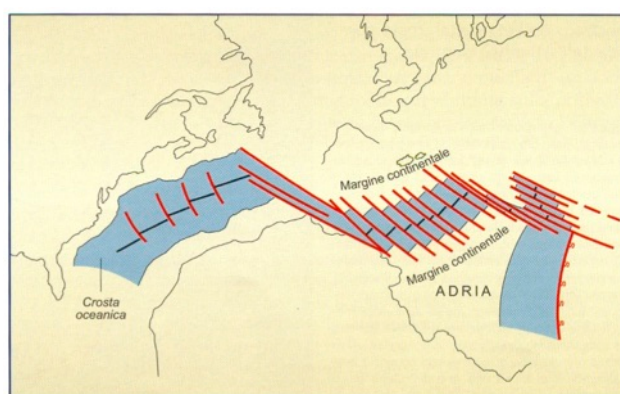 Margine continentale
Margine continentale
ADRIA
Crosta
oceanica